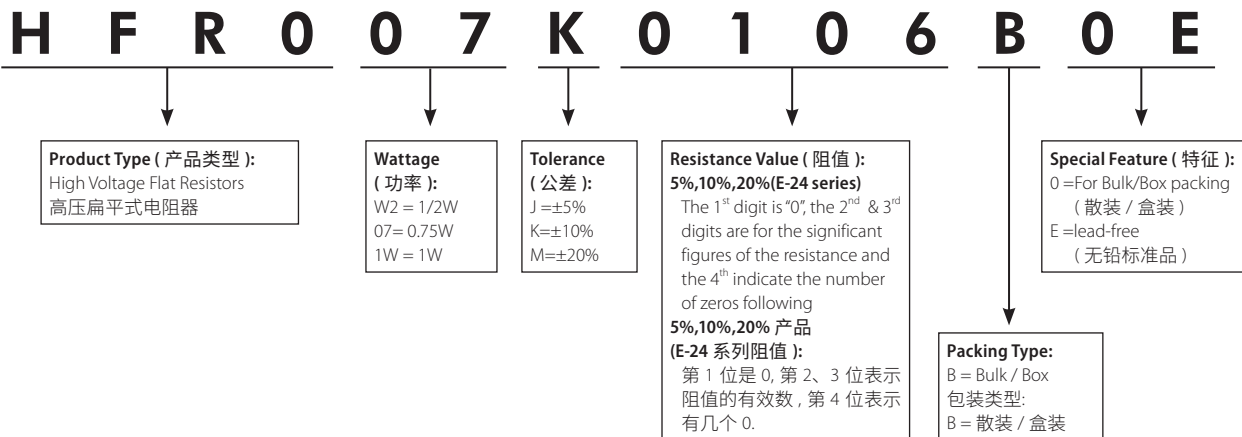 H F R 0 0 7 K 0 1 0 6 B 0 E
Product Type ( 产品类型 ):
High Voltage Flat Resistors
高压扁平式电阻器
Wattage
( 功率 ):
W2 = 1/2W
07= 0.75W
1W = 1W
Tolerance
( 公差 ):
J =±5%
K=±10%
M=±20%
Resistance Value ( 阻值 ):
5%,10%,20%(E-24 series)
The 1st digit is “0”, the 2nd & 3rd
digits are for the significant
figures of the resistance and
the 4th indicate the number
of zeros following
5%,10%,20% 产品
(E-24 系列阻值 ):
第 1 位是 0, 第 2、3 位表示
阻值的有效数 , 第 4 位表示
有几个 0.
Packing Type:
B = Bulk / Box
包装类型:
B = 散装 / 盒装
Special Feature ( 特征 ):
0 =For Bulk/Box packing
( 散装 / 盒装 )
E =lead-free
( 无铅标准品 )